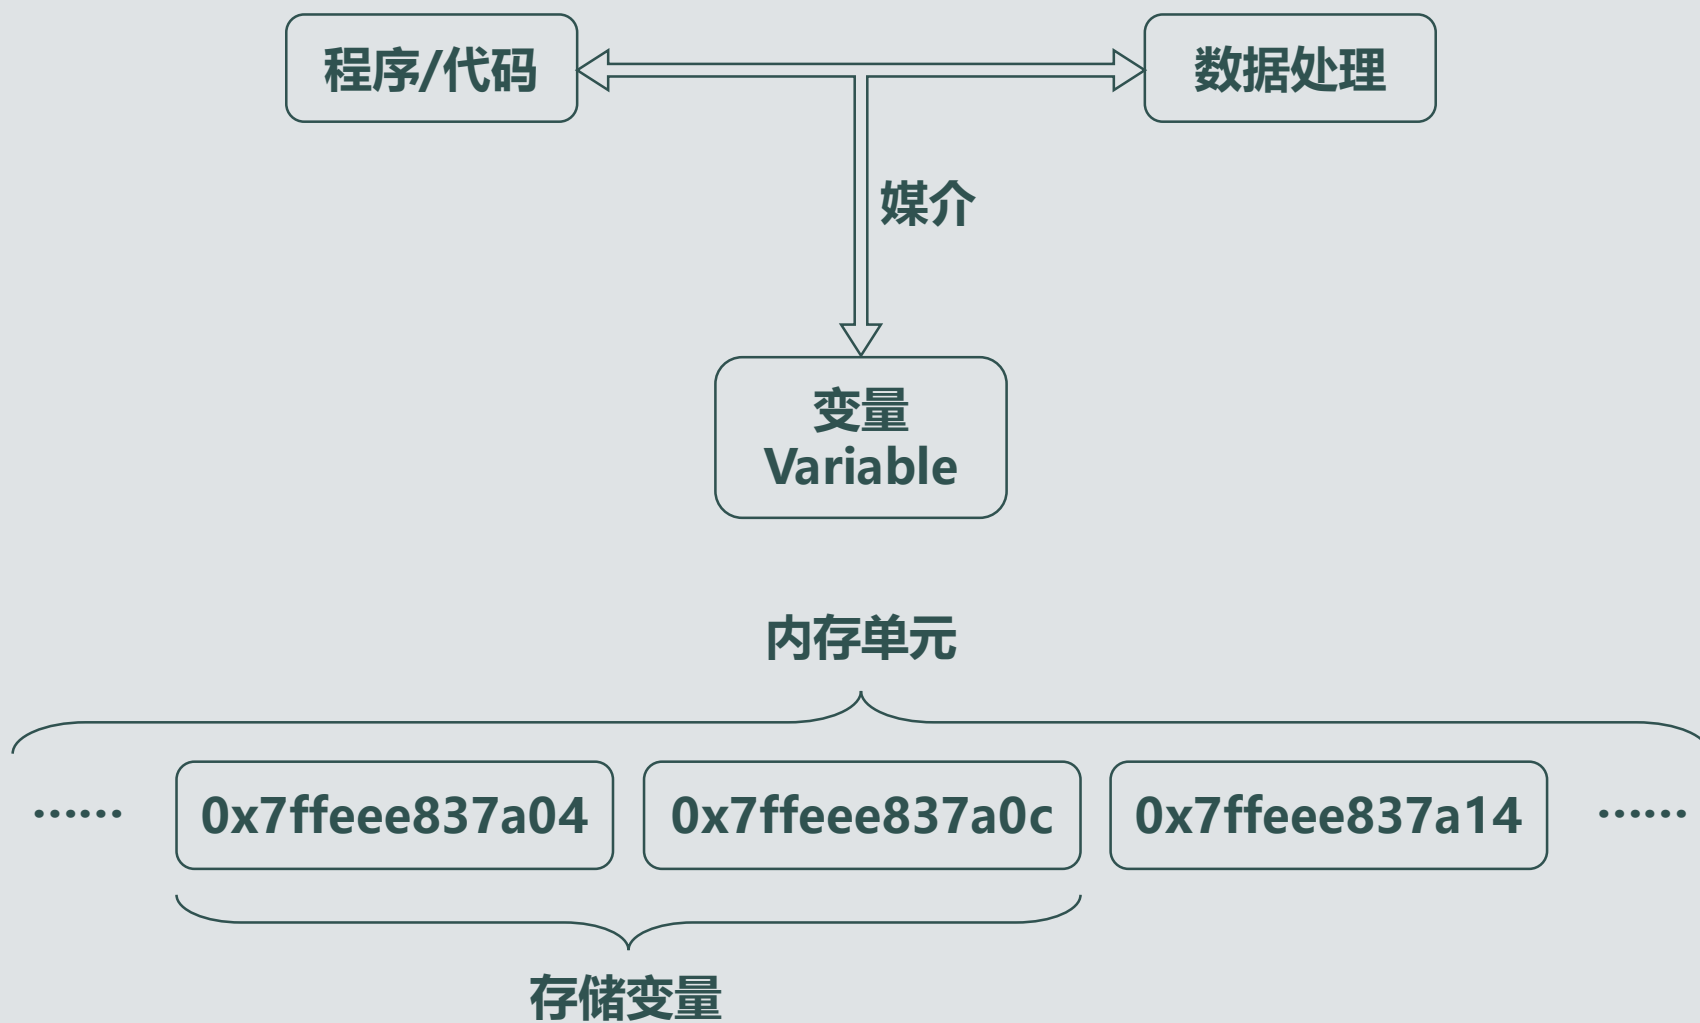 程序/代码
数据处理
媒介
变量
Variable
内存单元
……
0x7ffeee837a04
0x7ffeee837a0c
0x7ffeee837a14
……
存储变量